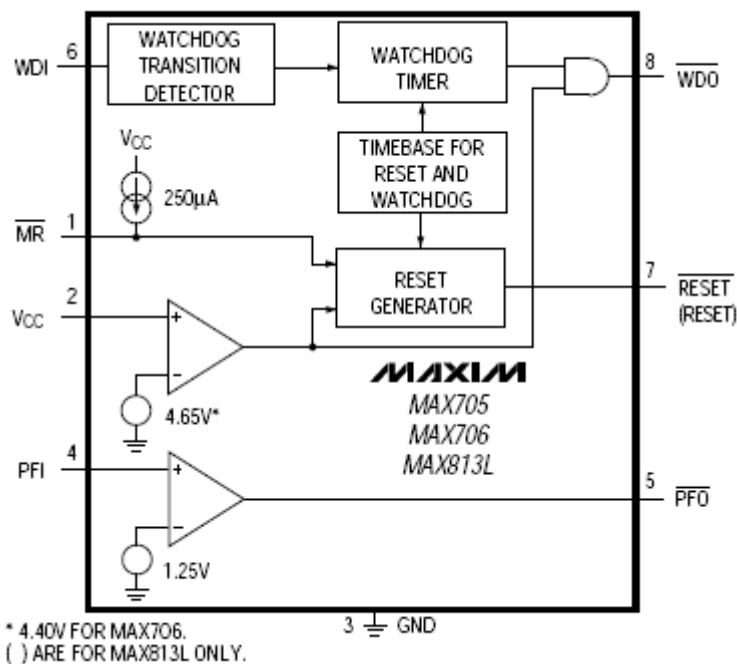 WATCHDOG
TRANSITION
DETECTOR
WATCHDOG
TIMER
6
WDI
8
WDO
VCC
250µA
TIMEBASE FOR
RESET AND
WATCHDOG
1
MR
RESET
GENERATOR
7
RESET
(RESET)
2
VCC
+
−
4.65V*
MAXIM
MAX705
MAX706
MAX813L
4
PFI
+
−
1.25V
5
PFO
3
GND
* 4.40V FOR MAX706.
( ) ARE FOR MAX813L ONLY.